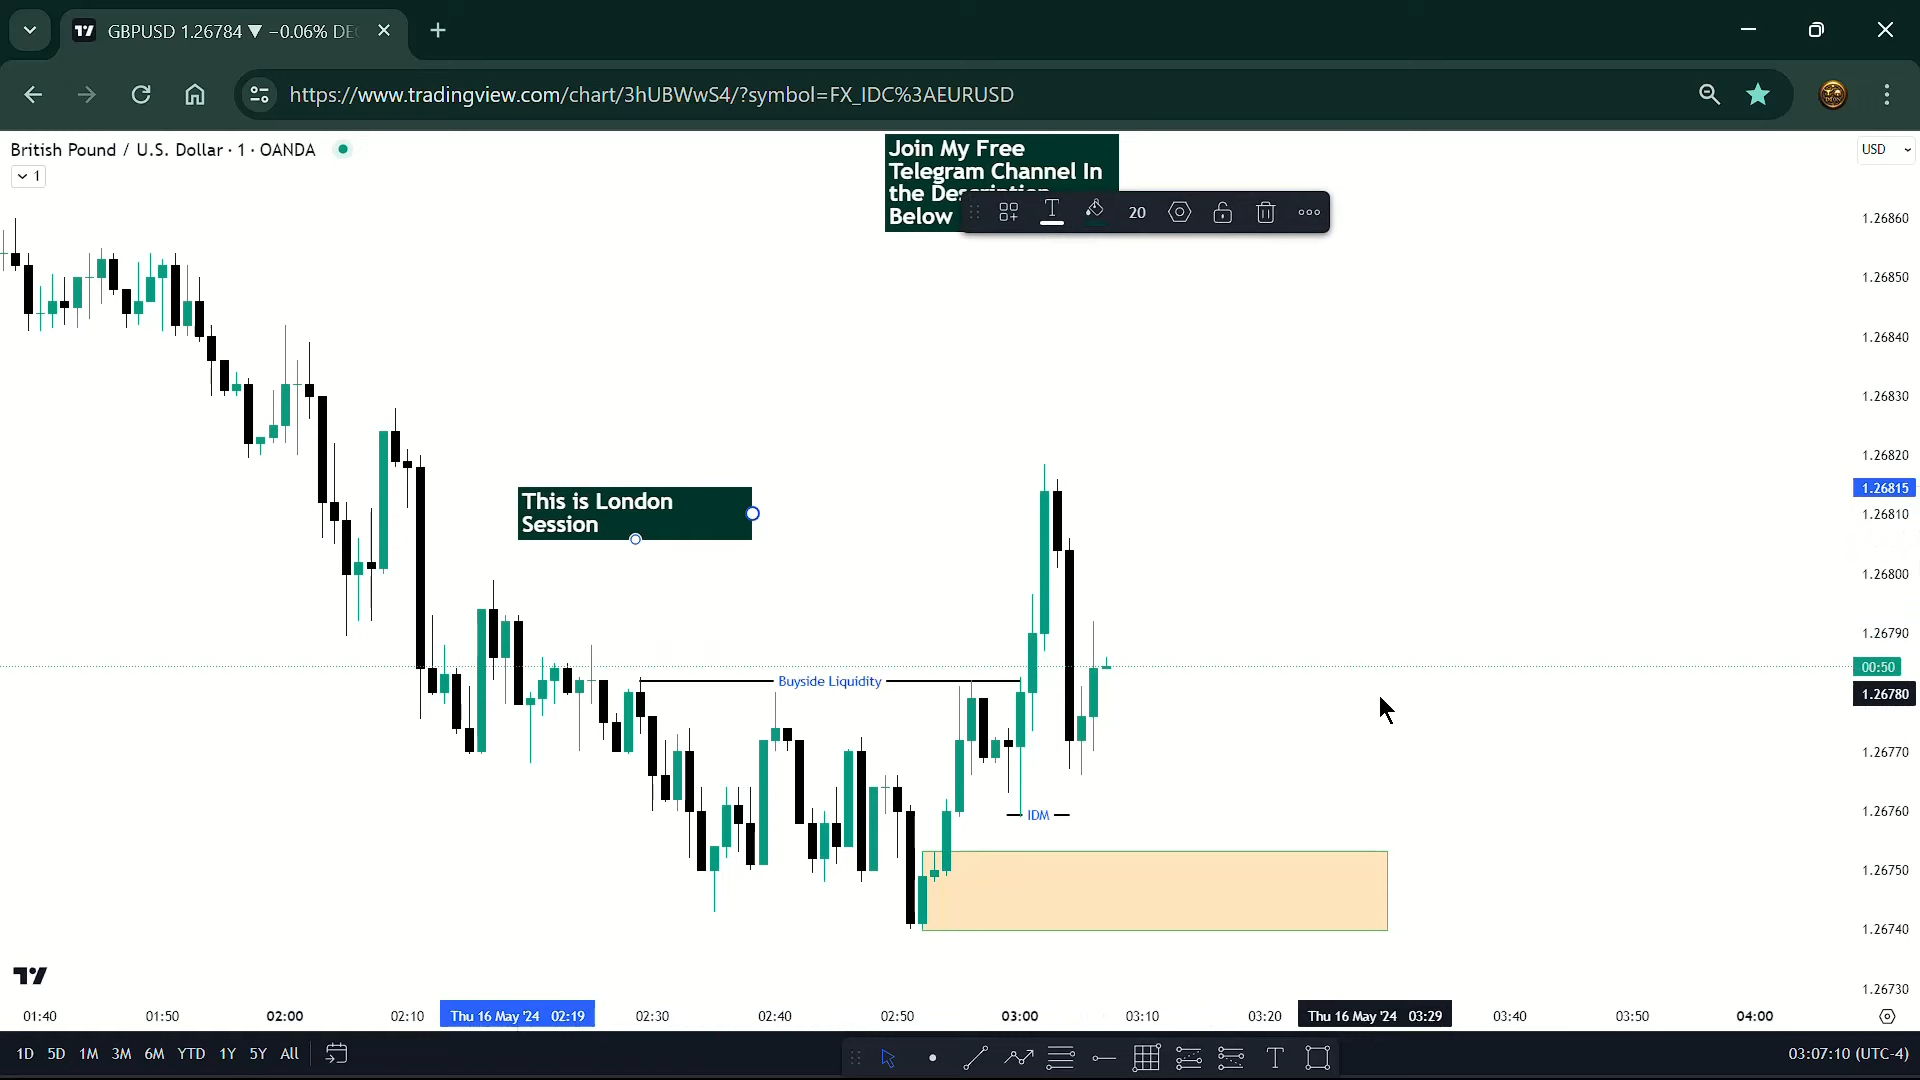 GBPUSD 1.26784 ▼ −0.06% DE
https://www.tradingview.com/chart/3hUBWwS4/?symbol=FX_IDC%3AEURUSD
British Pound / U.S. Dollar · 1 · OANDA
1
USD
Join My Free
Telegram Channel In
the Description
Below
20
This is London
Session
Buyside Liquidity
IDM
1.26860
1.26850
1.26840
1.26830
1.26820
1.26815
1.26810
1.26800
1.26790
00:50
1.26780
1.26770
1.26760
1.26750
1.26740
1.26730
01:40 01:50 02:00 02:10 Thu 16 May '24 02:19 02:30 02:40 02:50 03:00 03:10 03:20 Thu 16 May '24 03:29 03:40 03:50 04:00
1D 5D 1M 3M 6M YTD 1Y 5Y All
03:07:10 (UTC-4)